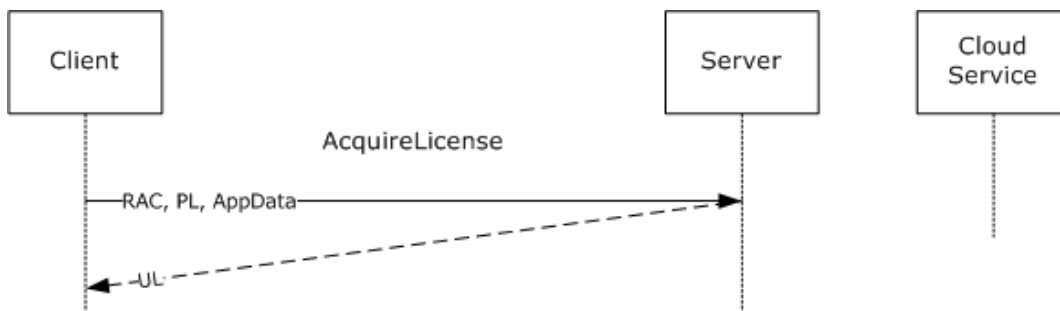 Client
Server
Cloud
Service
AcquireLicense
RAC, PL, AppData
UL